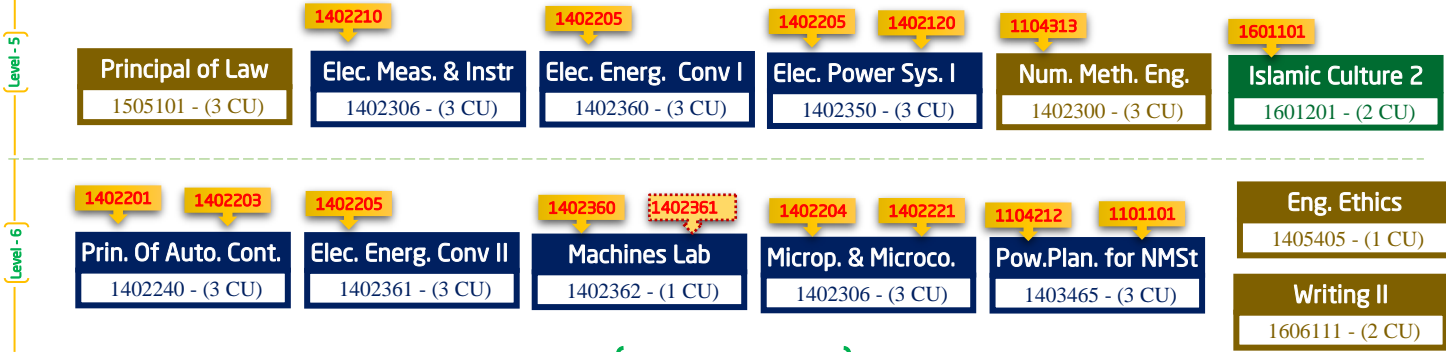 Level - 5
1402210
1402205
1402205
1402120
1104313
1601101
Principal of Law
1505101 - (3 CU)
Elec. Meas. & Instr
1402306 - (3 CU)
Elec. Energ. Conv I
1402360 - (3 CU)
Elec. Power Sys. I
1402350 - (3 CU)
Num. Meth. Eng.
1402300 - (3 CU)
Islamic Culture 2
1601201 - (2 CU)
Level - 6
1402201
1402203
1402205
1402360
1402361
1402204
1402221
1104212
1101101
Prin. Of Auto. Cont.
1402240 - (3 CU)
Elec. Energ. Conv II
1402361 - (3 CU)
Machines Lab
1402362 - (1 CU)
Microp. & Microco.
1402306 - (3 CU)
Pow.Plan. for NMSt
1403465 - (3 CU)
Eng. Ethics
1405405 - (1 CU)
Writing II
1606111 - (2 CU)